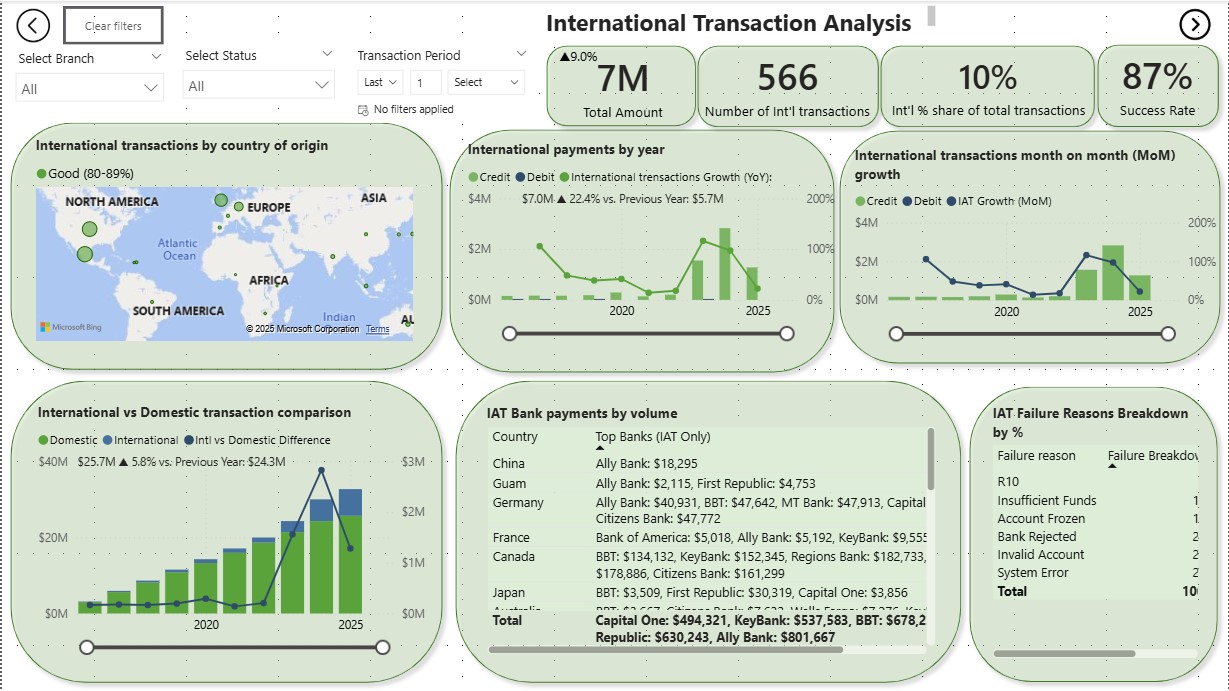 Clear filters
International Transaction Analysis
Select Branch
All
Select Status
All
Transaction Period
Last
1
Select
No filters applied
▲9.0%
7M
Total Amount
566
Number of Int'l transactions
10%
Int'l % share of total transactions
87%
Success Rate
International transactions by country of origin
Good (80-89%)
NORTH AMERICA
EUROPE
ASIA
Atlantic
Ocean
AFRICA
SOUTH AMERICA
Indian
AU
Microsoft Bing
© 2025 Microsoft Corporation Terms
International payments by year
Credit Debit International trensactions Growth (YoY):
$7.0M ▲ 22.4% vs. Previous Year: $5.7M
$4M
$2M
$0M
200%
100%
0%
2020
2025
International transactions month on month (MoM)
growth
Credit Debit IAT Growth (MoM)
$4M
$2M
$0M
200%
100%
0%
2020
2025
International vs Domestic transaction comparison
Domestic International Intl vs Domestic Difference
$25.7M ▲ 5.8% vs. Previous Year: $24.3M
$40M
$20M
$0M
$3M
$2M
$1M
$0M
2020
2025
IAT Bank payments by volume
Country Top Banks (IAT Only)
China Ally Bank: $18,295
Guam Ally Bank: $2,115, First Republic: $4,753
Germany Ally Bank: $40,931, BBT: $47,642, MT Bank: $47,913, Capital
Citizens Bank: $47,772
France Bank of America: $5,018, Ally Bank: $5,192, KeyBank: $9,555
Canada BBT: $134,132, KeyBank: $152,345, Regions Bank: $182,733,
$178,886, Citizens Bank: $161,299
Japan BBT: $3,509, First Republic: $30,319, Capital One: $3,856
Total Capital One: $494,321, KeyBank: $537,583, BBT: $678,2
Republic: $630,243, Ally Bank: $801,667
IAT Failure Reasons Breakdown
by %
Failure reason Failure Breakdow
R10
Insufficient Funds 1
Account Frozen 1
Bank Rejected 2
Invalid Account 2
System Error 2
Total 10